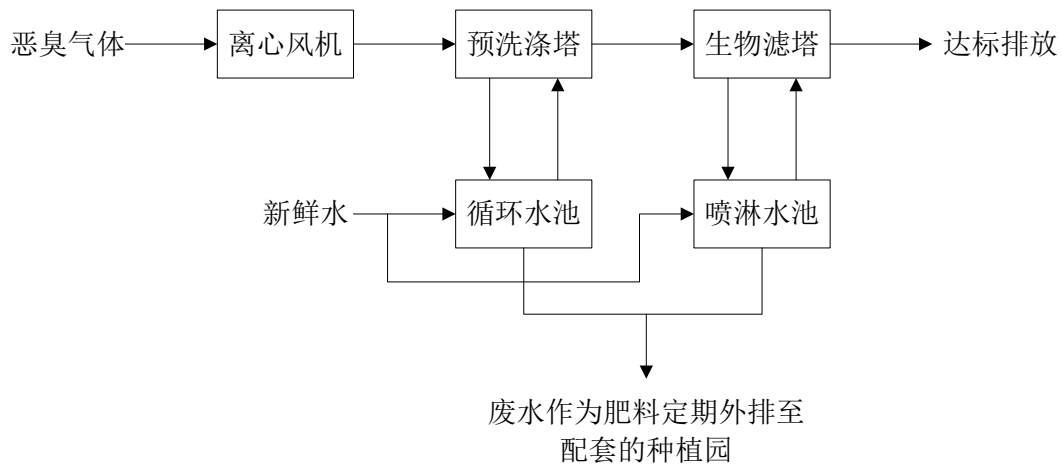 恶臭气体
离心风机
预洗涤塔
生物滤塔
达标排放
新鲜水
循环水池
喷淋水池
废水作为肥料定期外排至
配套的种植园